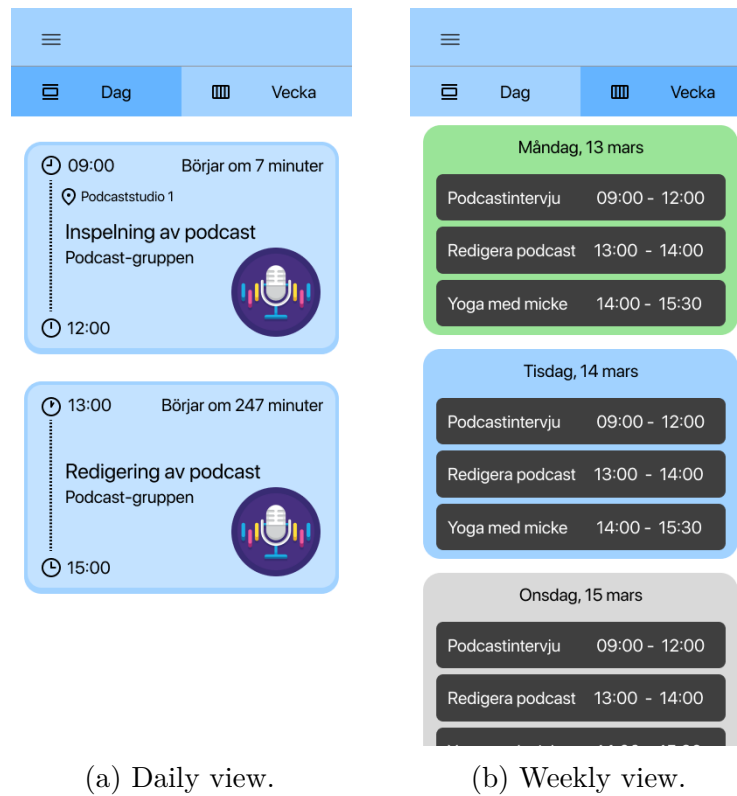 Dag
Vecka
09:00
Börjar om 7 minuter
Podcaststudio 1
Inspelning av podcast
Podcast-gruppen
12:00
13:00
Börjar om 247 minuter
Redigering av podcast
Podcast-gruppen
15:00
(a) Daily view.
Dag
Vecka
Måndag, 13 mars
Podcastintervju 09:00 - 12:00
Redigera podcast 13:00 - 14:00
Yoga med micke 14:00 - 15:30
Tisdag, 14 mars
Podcastintervju 09:00 - 12:00
Redigera podcast 13:00 - 14:00
Yoga med micke 14:00 - 15:30
Onsdag, 15 mars
Podcastintervju 09:00 - 12:00
Redigera podcast 13:00 - 14:00
(b) Weekly view.